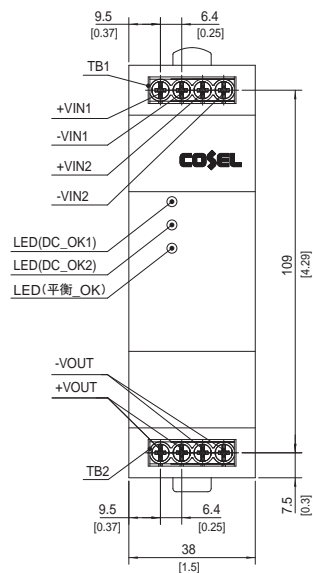 9.5
[0.37]
6.4
[0.25]
TB1
+VIN1
-VIN1
+VIN2
-VIN2
COSEL
LED(DC_OK1)
LED(DC_OK2)
LED(平衡_OK)
109
[4.29]
-VOUT
+VOUT
TB2
9.5
[0.37]
6.4
[0.25]
7.5
[0.3]
38
[1.5]